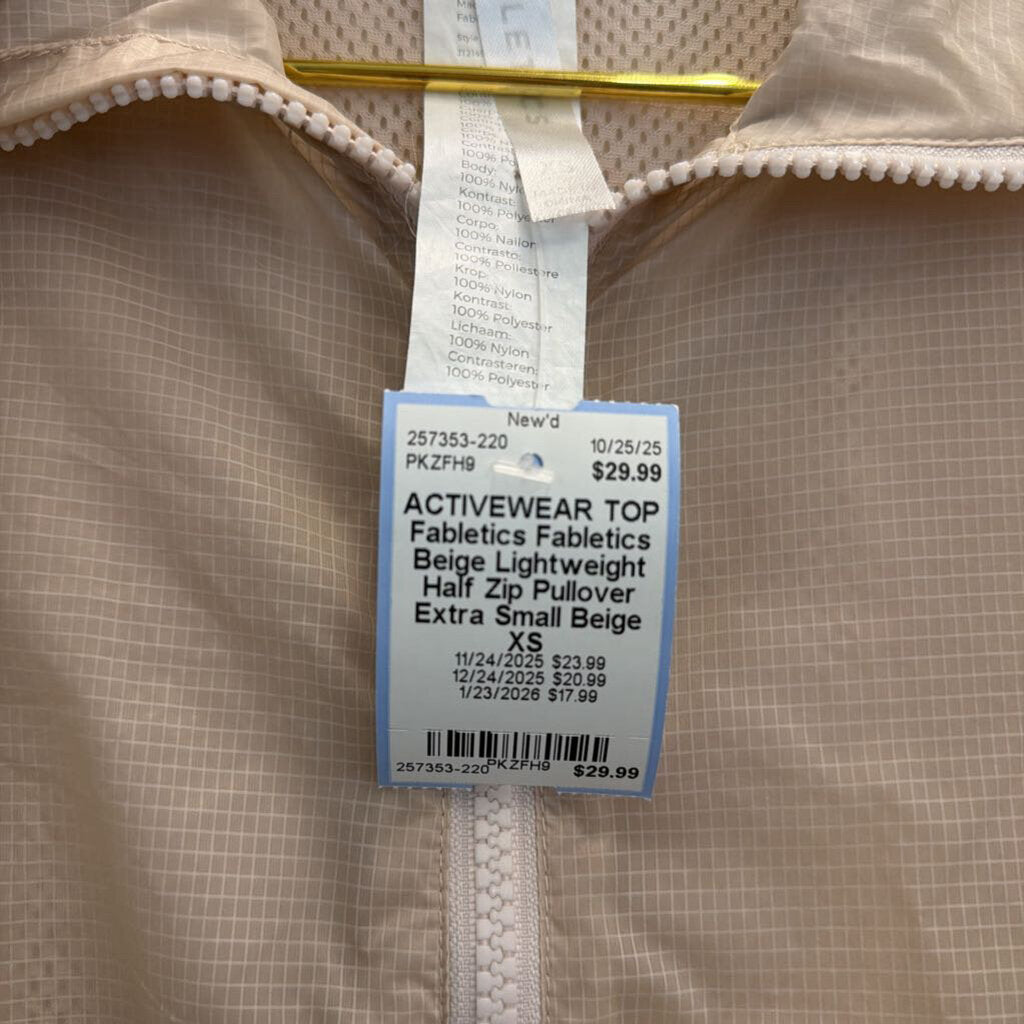 Style
100% Po
Body:
100% Nyl
Kontrast:
100% Polye
Corpo:
100% Nailon
Contrasto:
100% Poliestere
Krop:
100% Nylon
Kontrast:
100% Polyester
Lichaam:
100% Nylon
Contrasteren:
100% Polyester
New'd
257353-220 10/25/25
PKZFH9 $29.99
ACTIVEWEAR TOP
Fabletics Fabletics
Beige Lightweight
Half Zip Pullover
Extra Small Beige
XS
11/24/2025 $23.99
12/24/2025 $20.99
1/23/2026 $17.99
257353-220 PKZFH9 $29.99